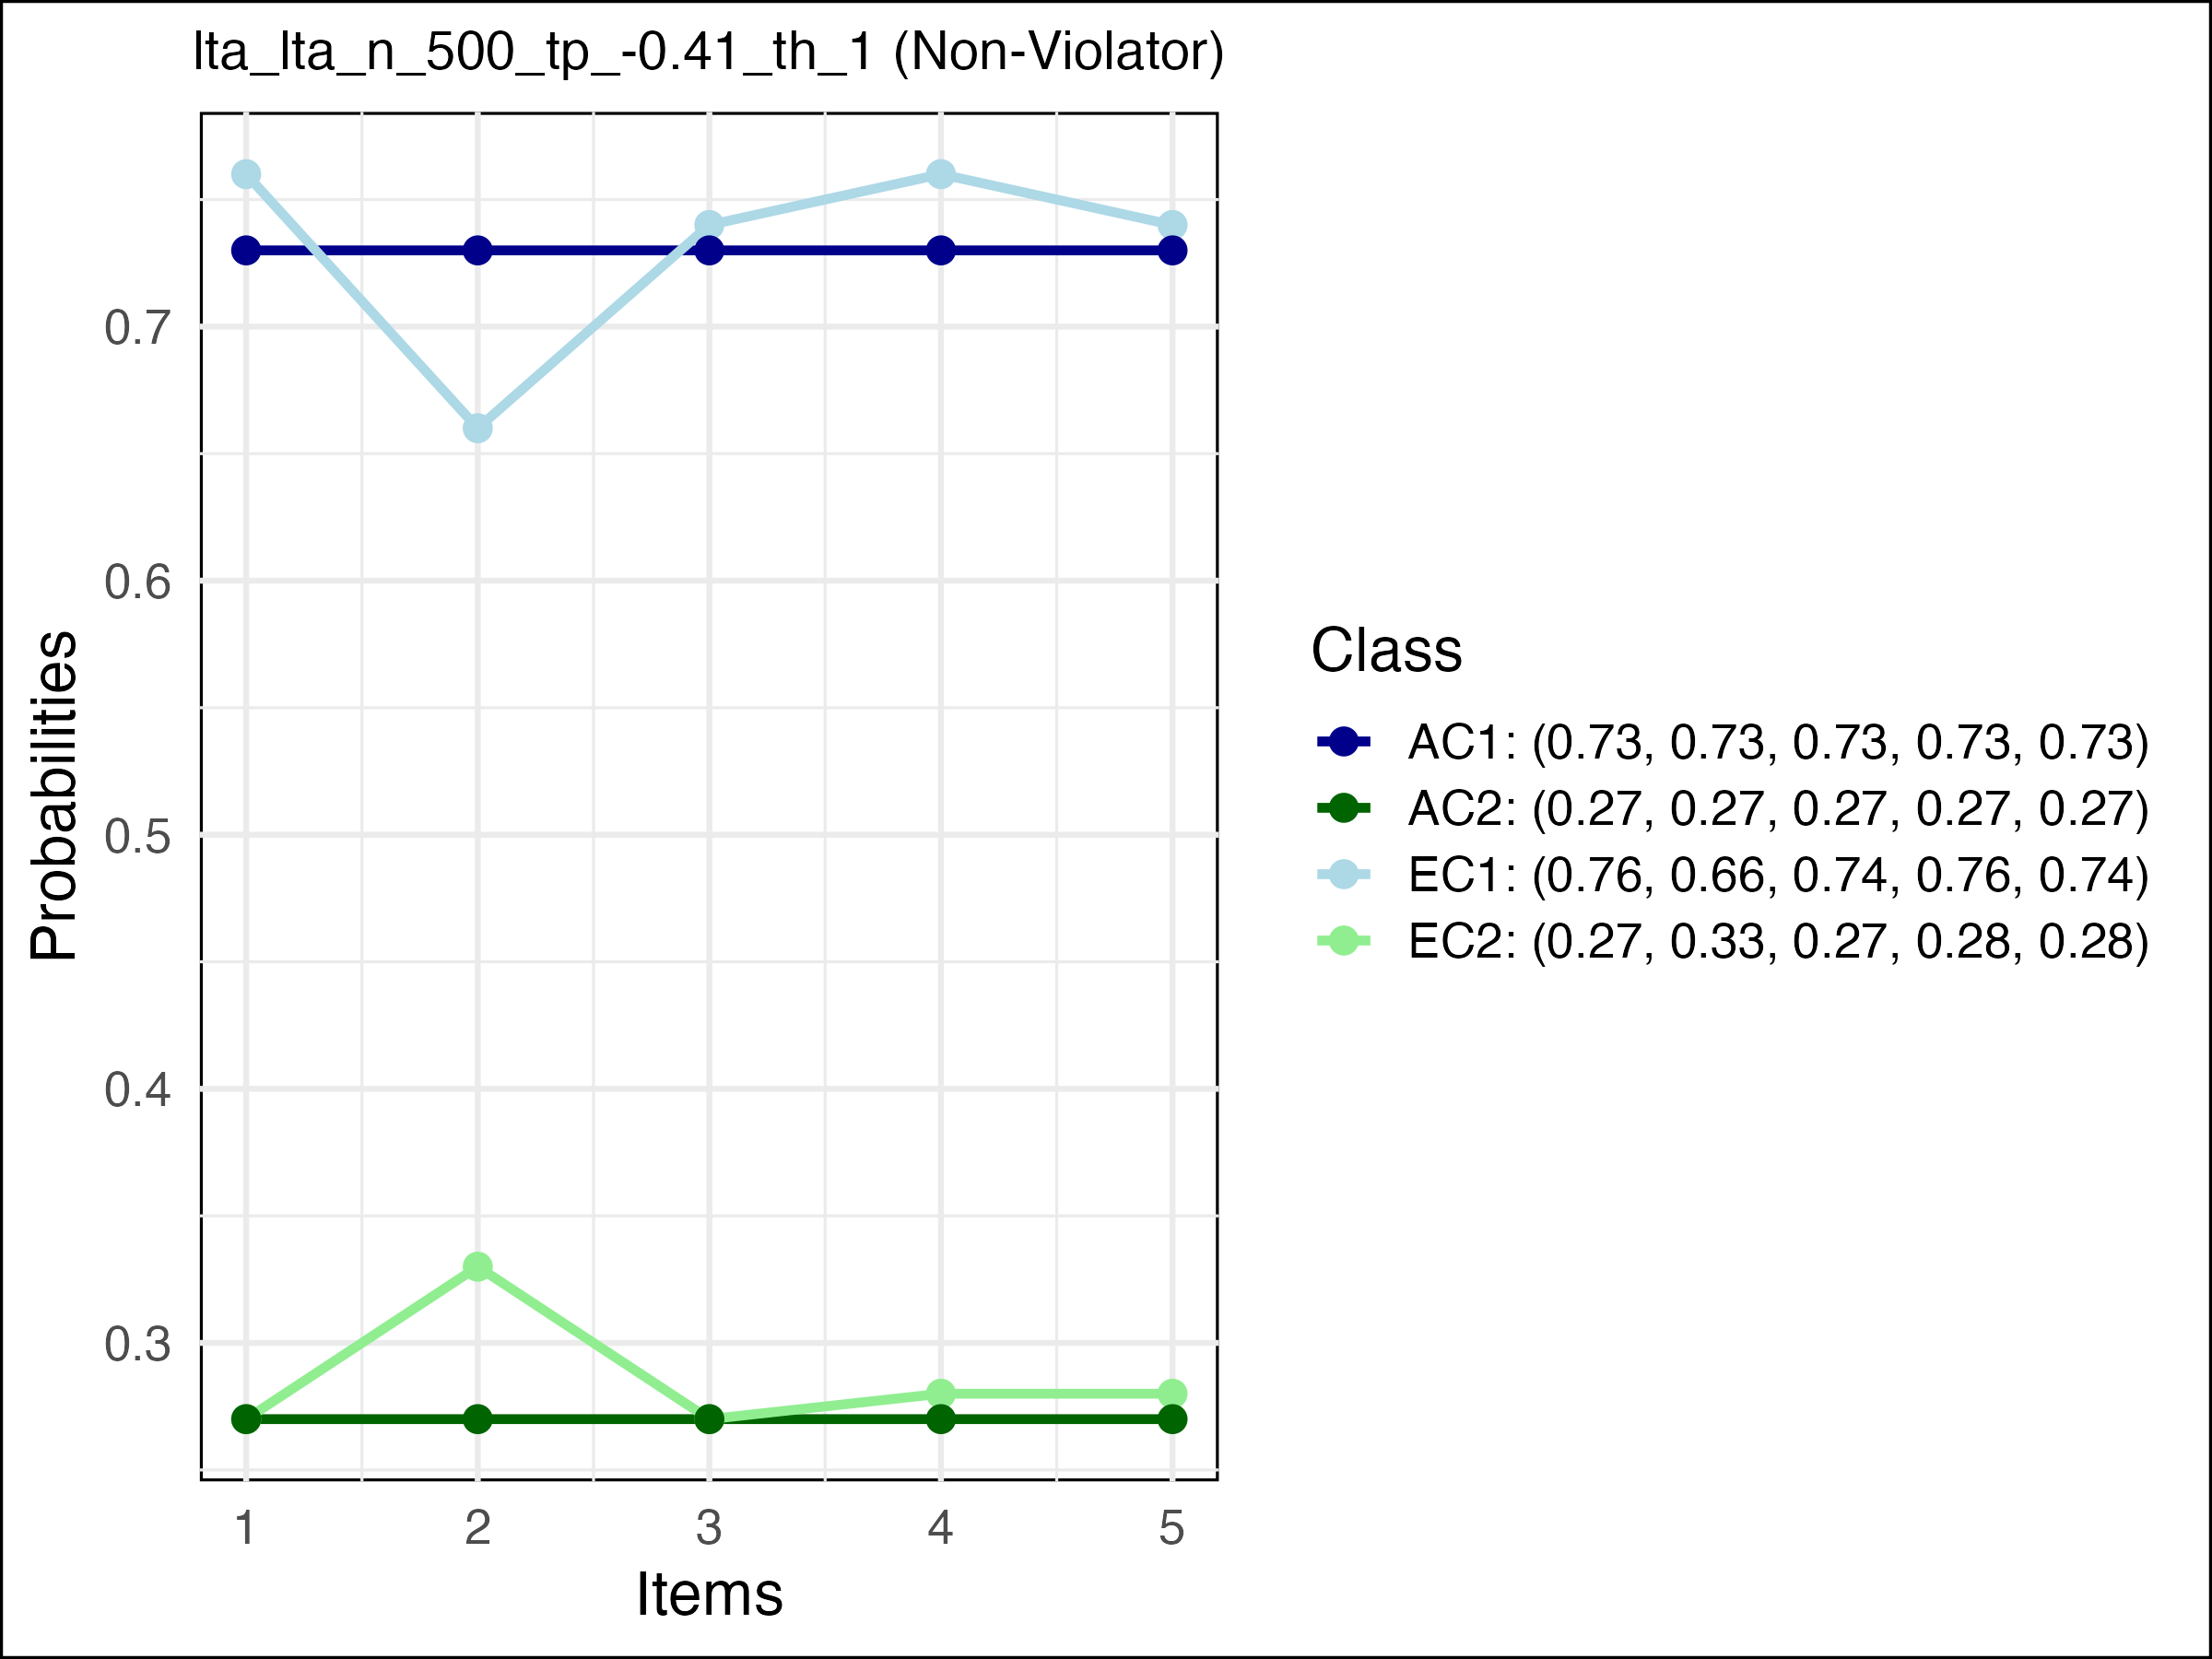 lta_lta_n_500_tp_-0.41_th_1 (Non-Violator)
Probabilities
0.7
0.6
0.5
0.4
0.3
1 2 3 4 5
Items
Class
AC1: (0.73, 0.73, 0.73, 0.73, 0.73)
AC2: (0.27, 0.27, 0.27, 0.27, 0.27)
EC1: (0.76, 0.66, 0.74, 0.76, 0.74)
EC2: (0.27, 0.33, 0.27, 0.28, 0.28)